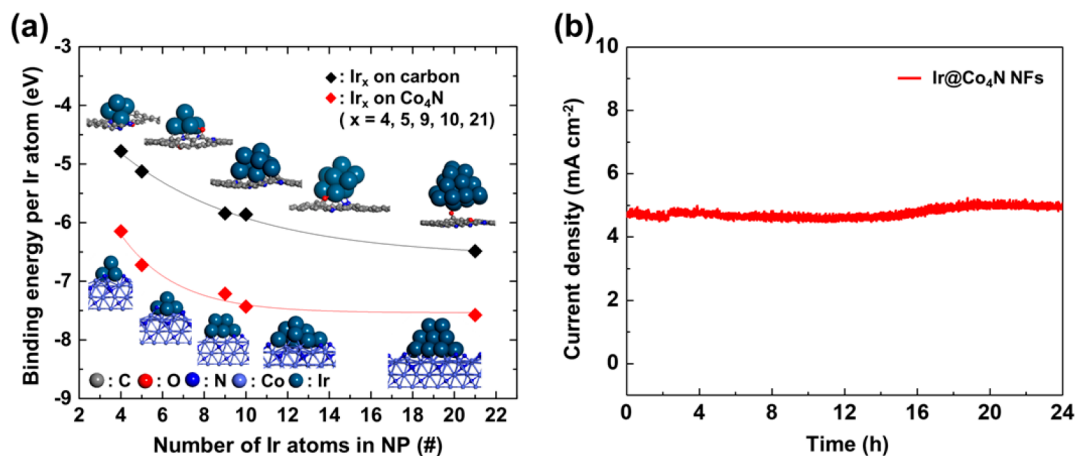 (a)
Binding energy per Ir atom (eV)
-3
-4
-5
-6
-7
-8
-9
◆: Irₓ on carbon
◆: Irₓ on Co₄N
( x = 4, 5, 9, 10, 21)
: C : O : N : Co : Ir
2 4 6 8 10 12 14 16 18 20 22
Number of Ir atoms in NP (#)
(b)
Current density (mA cm⁻²)
10
8
6
4
2
0
Ir@Co₄N NFs
0 4 8 12 16 20 24
Time (h)